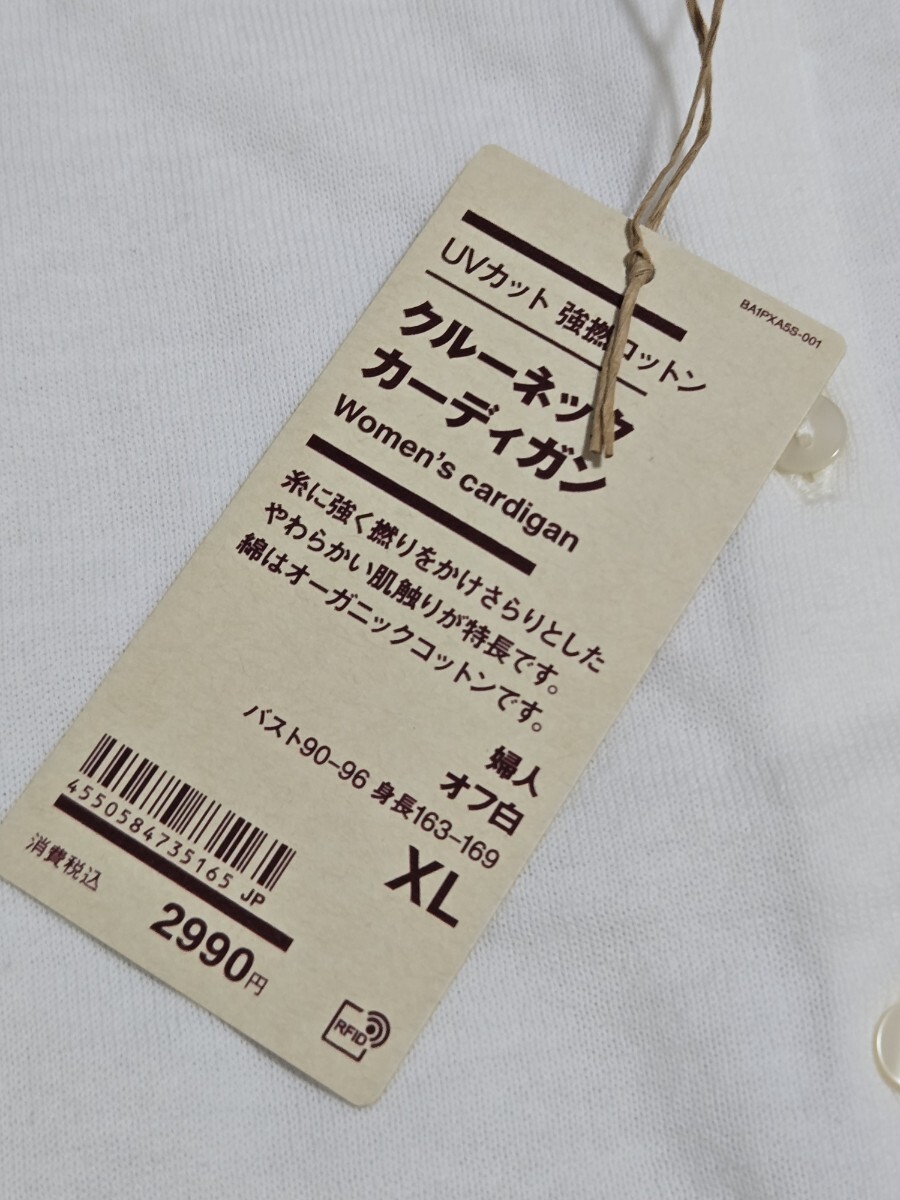 BA1PXA5S-001
UVカット 強撚コットン
クルーネック
カーディガン
Women's cardigan
糸に強く撚りをかけさらりとした
やわらかい肌触りが特長です。
綿はオーガニックコットンです。
婦人
オフ白
バスト90–96 身長163–169
XL
4550584735165 JP
消費税込
2990円
RFID